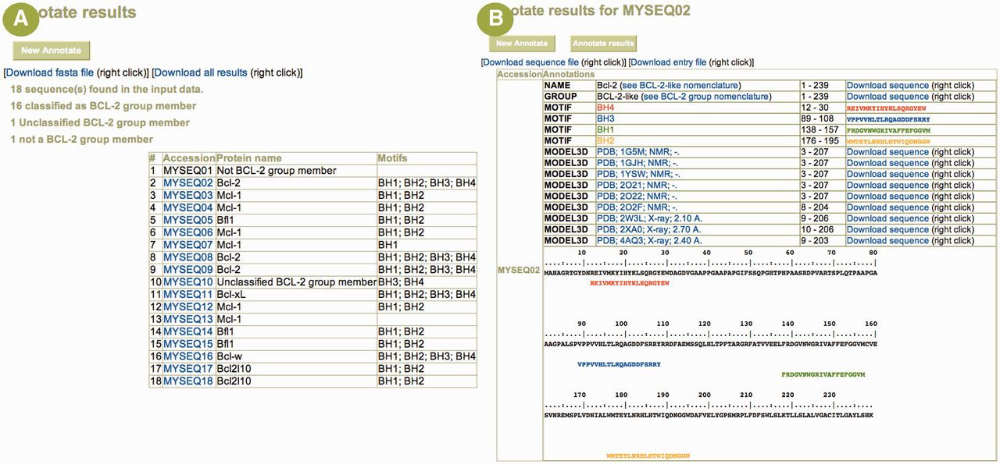 A
otate results
New Annotate
[Download fasta file (right click)] [Download all results (right click)]
18 sequence(s) found in the input data.
16 classified as BCL-2 group member
1 Unclassified BCL-2 group member
1 not a BCL-2 group member
# Accession Protein name Motifs
1 MYSEQ01 Not BCL-2 group member
2 MYSEQ02 Bcl-2 BH1; BH2; BH3; BH4
3 MYSEQ03 Mcl-1 BH1; BH2
4 MYSEQ04 Mcl-1 BH1; BH2
5 MYSEQ05 Bfl1 BH1; BH2
6 MYSEQ06 Mcl-1 BH1; BH2
7 MYSEQ07 Mcl-1 BH1
8 MYSEQ08 Bcl-2 BH1; BH2; BH3; BH4
9 MYSEQ09 Bcl-2 BH1; BH2; BH3; BH4
10 MYSEQ10 Unclassified BCL-2 group member BH3; BH4
11 MYSEQ11 Bcl-xL BH1; BH2; BH3; BH4
12 MYSEQ12 Mcl-1 BH1; BH2
13 MYSEQ13 Mcl-1
14 MYSEQ14 Bfl1 BH1; BH2
15 MYSEQ15 Bfl1 BH1; BH2
16 MYSEQ16 Bcl-w BH1; BH2; BH3; BH4
17 MYSEQ17 Bcl2l10 BH1; BH2
18 MYSEQ18 Bcl2l10 BH1; BH2
B
otate results for MYSEQ02
New Annotate Annotate results
[Download sequence file (right click)] [Download entry file (right click)]
Accession Annotations
NAME Bcl-2 (see BCL-2-like nomenclature) 1 - 239 Download sequence (right click)
GROUP BCL-2-like (see BCL-2 group nomenclature) 1 - 239 Download sequence (right click)
MOTIF BH4 12 - 30 REIVMKYIHYKLSQRGYEW
MOTIF BH3 89 - 108 VPPVVHLTLRQAGDDFSRRY
MOTIF BH1 138 - 157 FRDGVNWGRIVAFFEFGGVM
MOTIF BH2 176 - 195 WMTEYLNRHLHTWIQDNGGW
MODEL3D PDB; 1G5M; NMR; -. 3 - 207 Download sequence (right click)
MODEL3D PDB; 1GJH; NMR; -. 3 - 207 Download sequence (right click)
MODEL3D PDB; 1YSW; NMR; -. 3 - 207 Download sequence (right click)
MODEL3D PDB; 2O21; NMR; -. 3 - 207 Download sequence (right click)
MODEL3D PDB; 2O22; NMR; -. 3 - 207 Download sequence (right click)
MODEL3D PDB; 2O2F; NMR; -. 8 - 204 Download sequence (right click)
MODEL3D PDB; 2W3L; X-ray; 2.10 A. 9 - 206 Download sequence (right click)
MODEL3D PDB; 2XA0; X-ray; 2.70 A. 10 - 206 Download sequence (right click)
MODEL3D PDB; 4AQ3; X-ray; 2.40 A. 9 - 203 Download sequence (right click)
MYSEQ02
10 20 30 40 50 60 70 80
....:....|....:....|....:....|....:....|....:....|....:....|....:....|....:....|
MAHAGRTGYDNREIVMKYIHYKLSQRGYEWDAGDVGAAPPGAAPAPGIFSSQPGHTPHPAASRDPVARTSPLQTPAAPGA
REIVMKYIHYKLSQRGYEW
90 100 110 120 130 140 150 160
....:....|....:....|....:....|....:....|....:....|....:....|....:....|....:....|
AAGPALSPVPPVVHLTLRQAGDDFSRRYRRDFAEMSSQLHLTPFTARGRFATVVEELFRDGVNWGRIVAFFEFGGVMCVE
VPPVVHLTLRQAGDDFSRRY
FRDGVNWGRIVAFFEFGGVM
170 180 190 200 210 220 230
....:....|....:....|....:....|....:....|....:....|....:....|....:....|....:....
SVNREMSPLVDNIALWMTEYLNRHLHTWIQDNGGWDAFVELYGPSMRPLFDFSWLSLKTLLSLALVGACITLGAYLSHK
WMTEYLNRHLHTWIQDNGGW